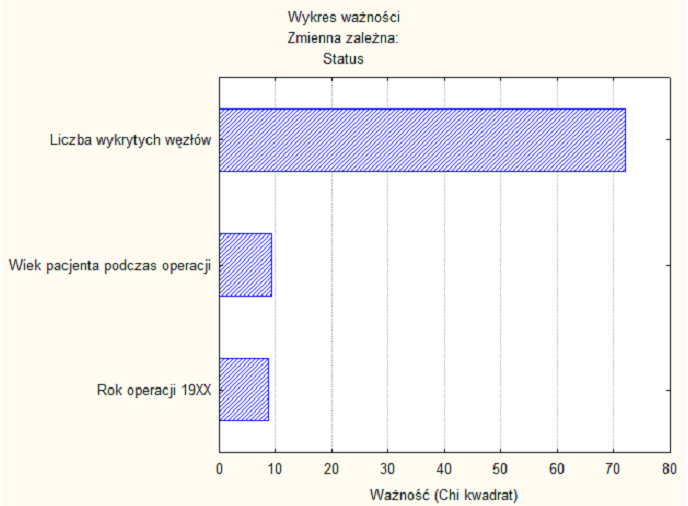 Wykres ważności
Zmienna zależna:
Status
Liczba wykrytych węzłów
Wiek pacjenta podczas operacji
Rok operacji 19XX
0 10 20 30 40 50 60 70 80
Ważność (Chi kwadrat)